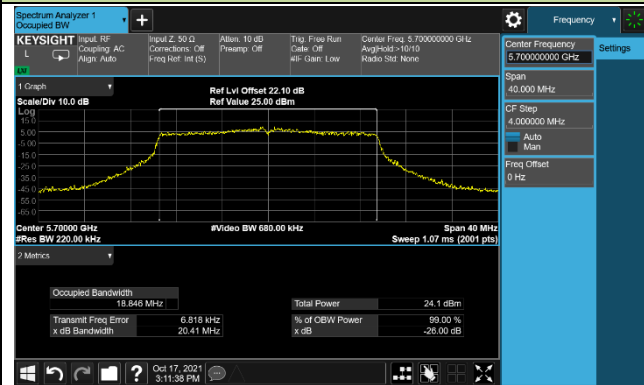 Spectrum Analyzer 1
Occupied BW
KEYSIGHT
L
Input: RF
Coupling: AC
Align: Auto
Input Z: 50 Ω
Corrections: Off
Freq Ref: Int (S)
Atten: 10 dB
Preamp: Off
Trig: Free Run
Gate: Off
#IF Gain: Low
Center Freq: 5.700000000 GHz
Avg|Hold:>10/10
Radio Std: None
1 Graph
Scale/Div 10.0 dB
Ref Lvl Offset 22.10 dB
Ref Value 25.00 dBm
Log
15.0
5.00
-5.00
-15.0
-25.0
-35.0
-45.0
-55.0
-65.0
Center 5.70000 GHz
#Res BW 220.00 kHz
#Video BW 680.00 kHz
Span 40 MHz
Sweep 1.07 ms (2001 pts)
2 Metrics
Occupied Bandwidth
18.846 MHz
Total Power 24.1 dBm
Transmit Freq Error 6.818 kHz
% of OBW Power 99.00 %
x dB Bandwidth 20.41 MHz
x dB -26.00 dB
?
Oct 17, 2021
3:11:38 PM
Frequency
Settings
Center Frequency
5.700000000 GHz
Span
40.000 MHz
CF Step
4.000000 MHz
Auto
Man
Freq Offset
0 Hz